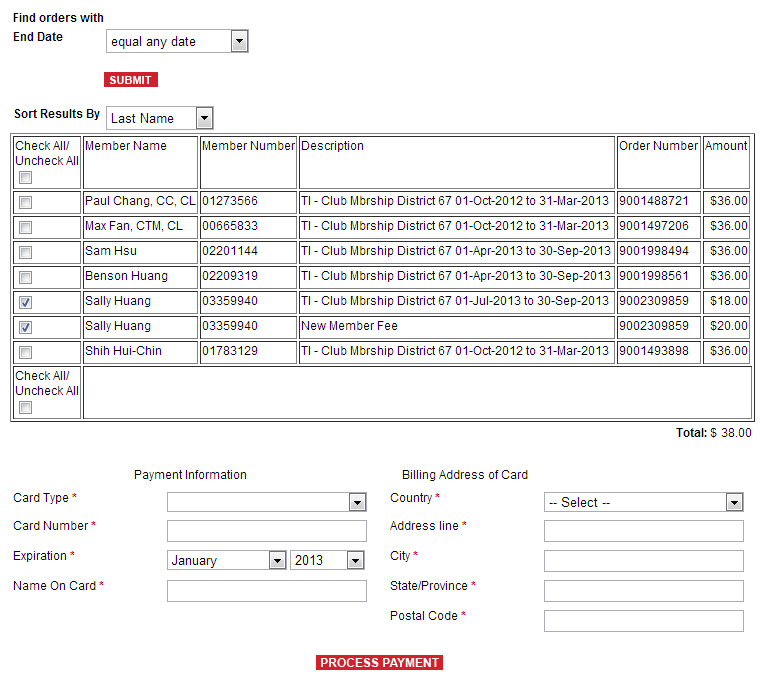 Find orders with
End Date equal any date
SUBMIT
Sort Results By Last Name
Check All/ Member Name Member Number Description Order Number Amount
Uncheck All
Paul Chang, CC, CL 01273566 TI - Club Mbrship District 67 01-Oct-2012 to 31-Mar-2013 9001488721 $36.00
Max Fan, CTM, CL 00665833 TI - Club Mbrship District 67 01-Oct-2012 to 31-Mar-2013 9001497206 $36.00
Sam Hsu 02201144 TI - Club Mbrship District 67 01-Apr-2013 to 30-Sep-2013 9001998494 $36.00
Benson Huang 02209319 TI - Club Mbrship District 67 01-Apr-2013 to 30-Sep-2013 9001998561 $36.00
Sally Huang 03359940 TI - Club Mbrship District 67 01-Jul-2013 to 30-Sep-2013 9002309859 $18.00
Sally Huang 03359940 New Member Fee 9002309859 $20.00
Shih Hui-Chin 01783129 TI - Club Mbrship District 67 01-Oct-2012 to 31-Mar-2013 9001493898 $36.00
Check All/
Uncheck All
Total: $ 38.00
Payment Information Billing Address of Card
Card Type * Country * -- Select --
Card Number * Address line *
Expiration * January 2013 City *
Name On Card * State/Province *
Postal Code *
PROCESS PAYMENT